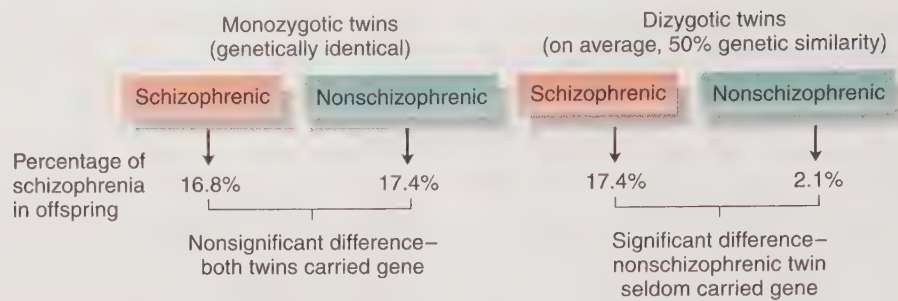 Monozygotic twins
(genetically identical)
Dizygotic twins
(on average, 50% genetic similarity)
Schizophrenic
Nonschizophrenic
Schizophrenic
Nonschizophrenic
Percentage of
schizophrenia
in offspring
16.8%
17.4%
17.4%
2.1%
Nonsignificant difference–
both twins carried gene
Significant difference–
nonschizophrenic twin
seldom carried gene